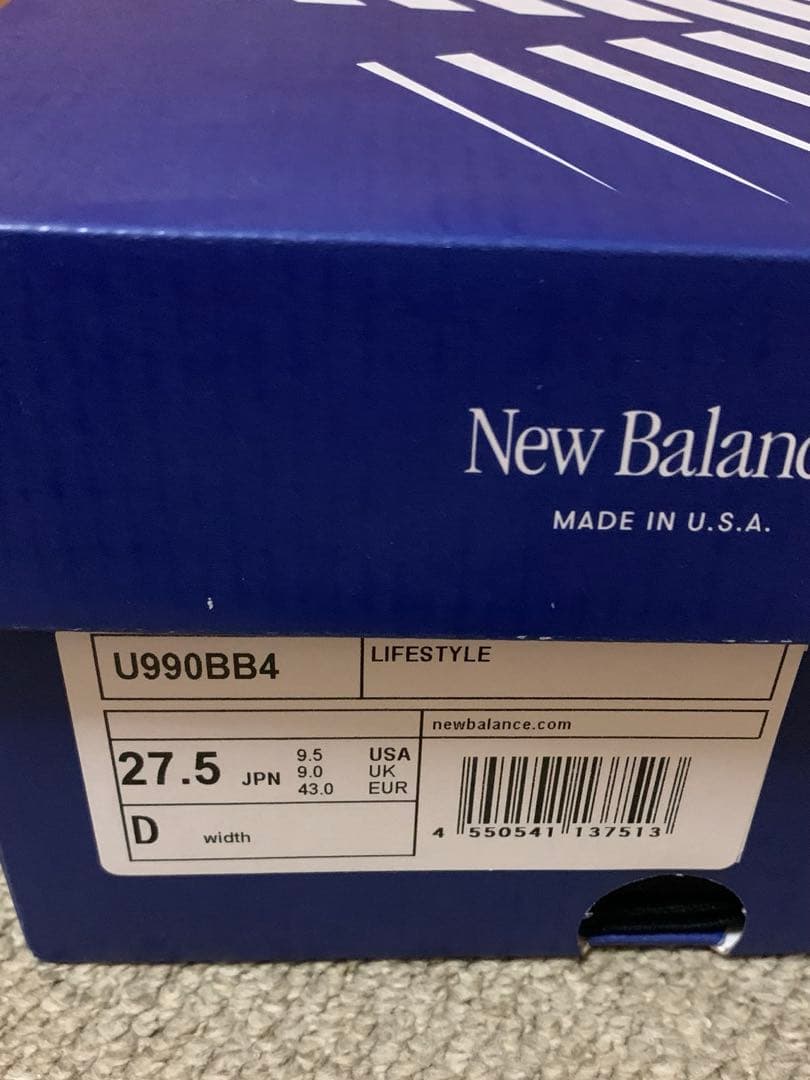 New Balanc
MADE IN U.S.A.
U990BB4
LIFESTYLE
newbalance.com
27.5 JPN
9.5 USA
9.0 UK
43.0 EUR
D width
4 550541 137513